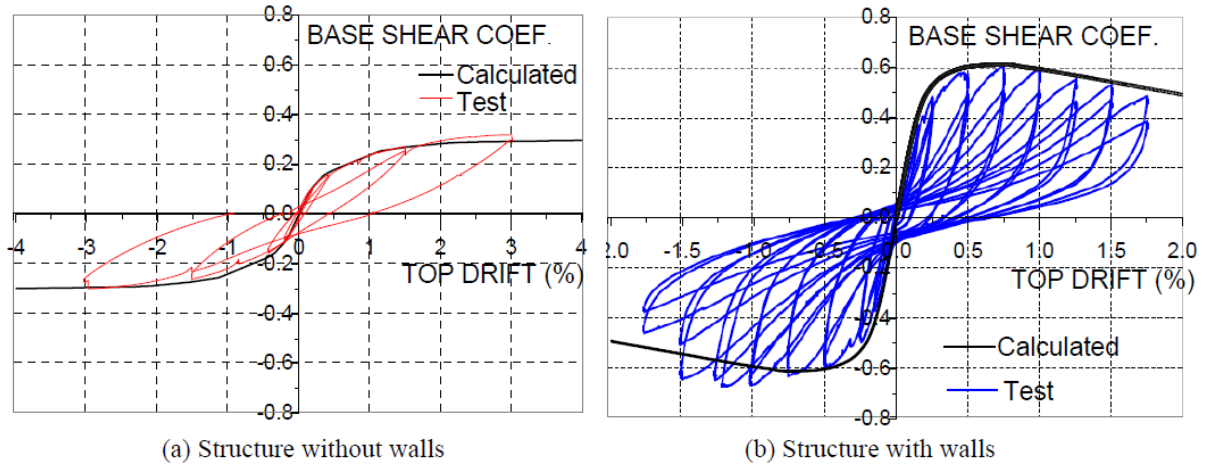 0.8
BASE SHEAR COEF.
0.6
Calculated
Test
0.4
0.2
0.0
-4 -3 -2 -1 0 1 2 3 4
-0.2
TOP DRIFT (%)
-0.4
-0.6
-0.8
(a) Structure without walls
0.8
BASE SHEAR COEF.
0.6
0.4
0.2
0.0
2.0 -1.5 -1.0 -0.5 0.0 0.5 1.0 1.5 2.0
TOP DRIFT (%)
-0.4
Calculated
-0.6
Test
-0.8
(b) Structure with walls